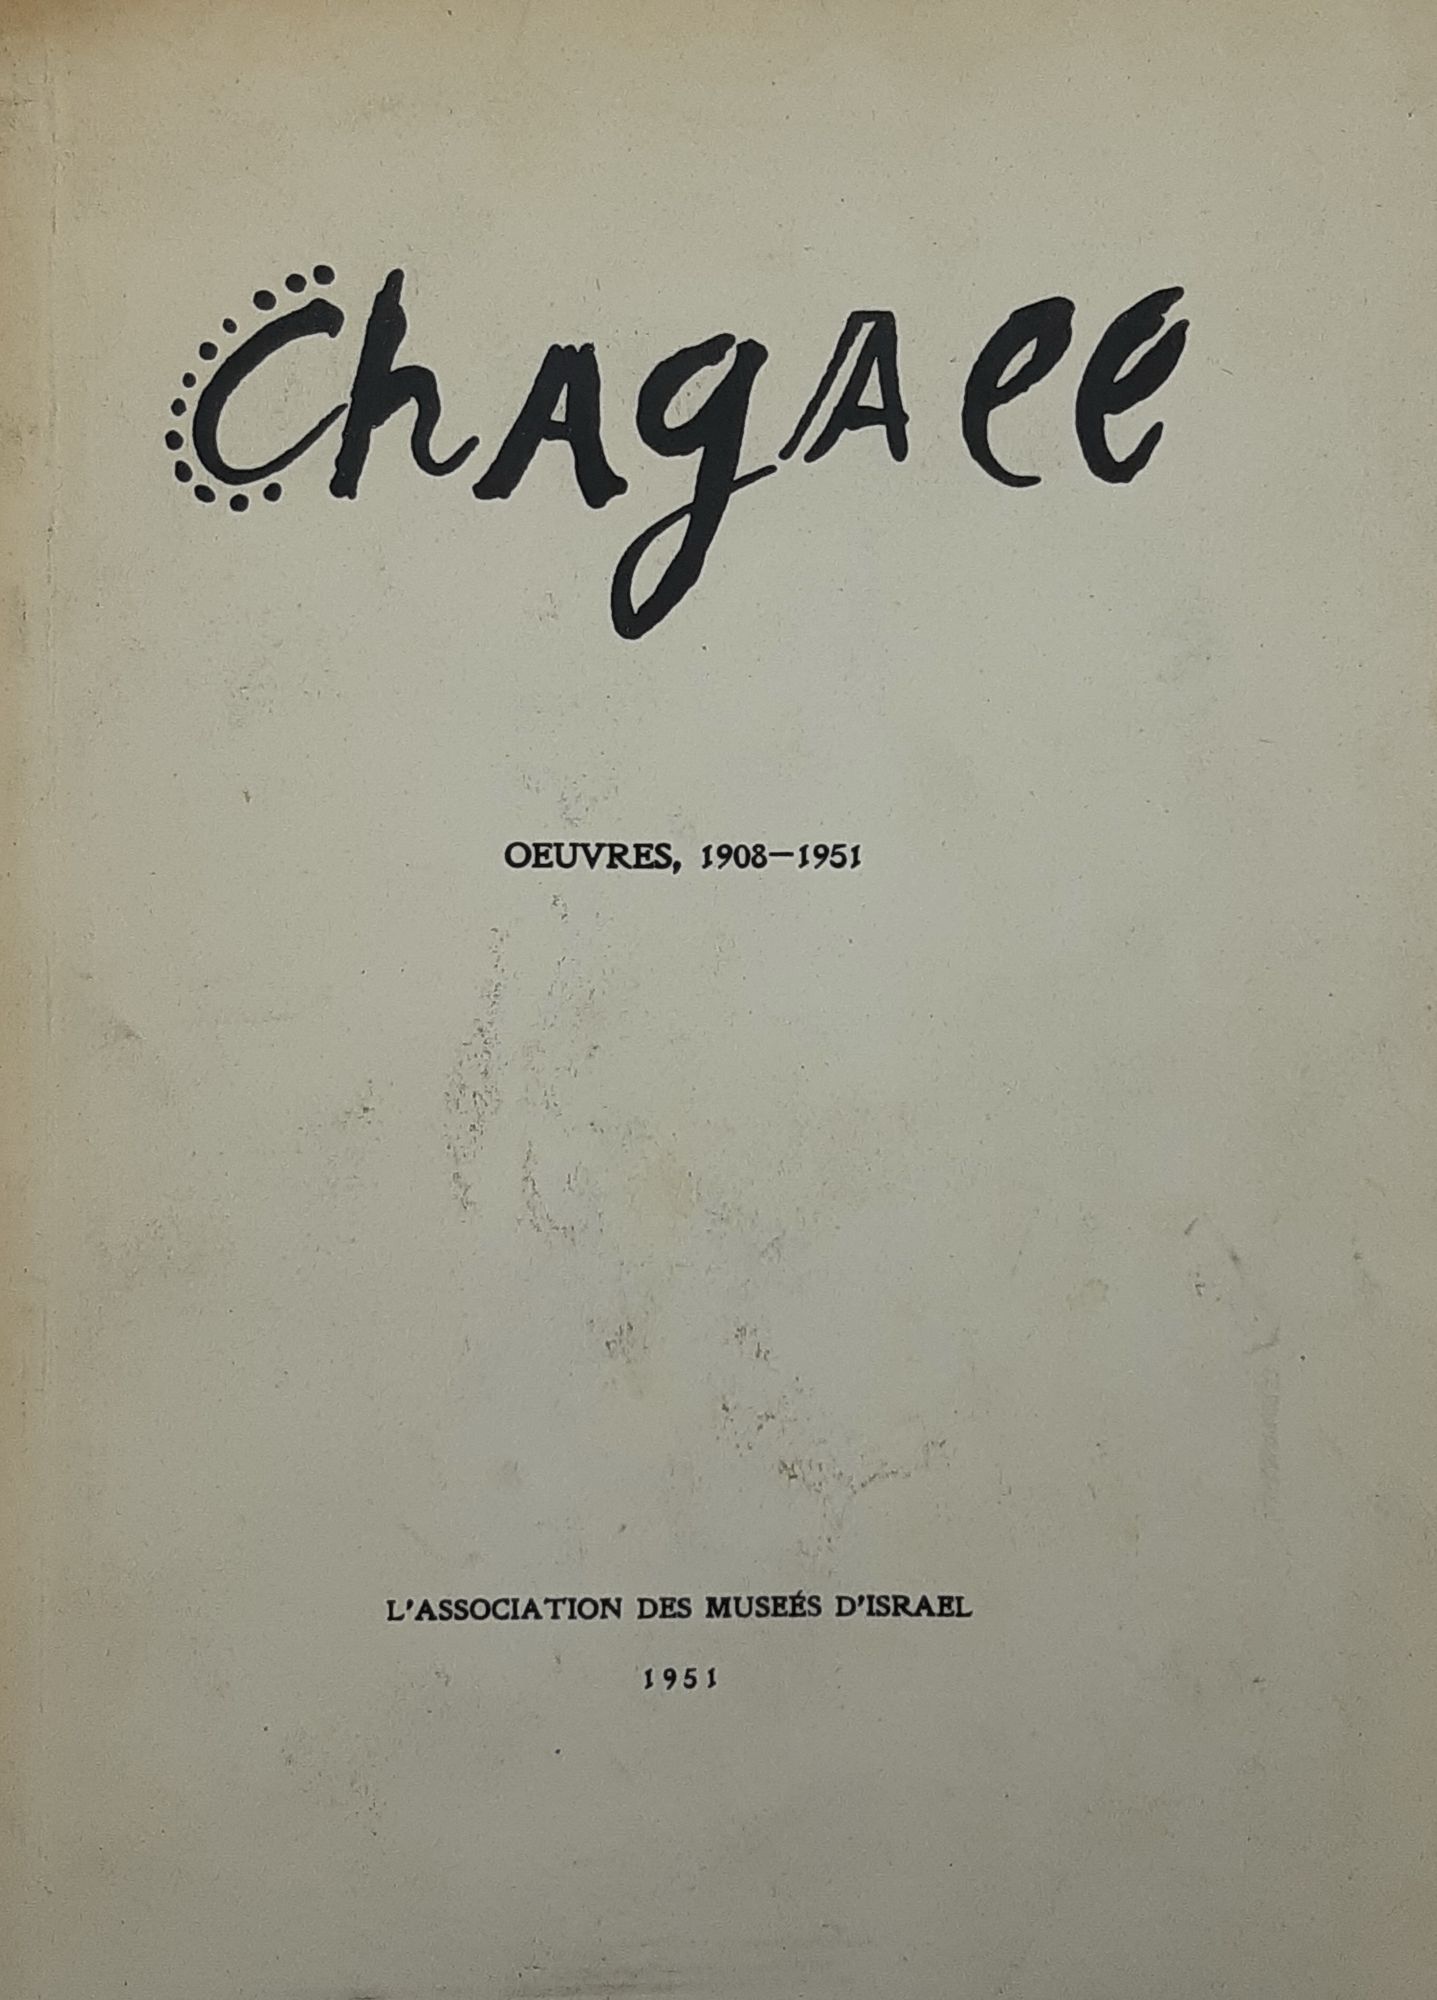 Chagall
OEUVRES, 1908—1951
L'ASSOCIATION DES MUSEÉS D'ISRAEL
1951